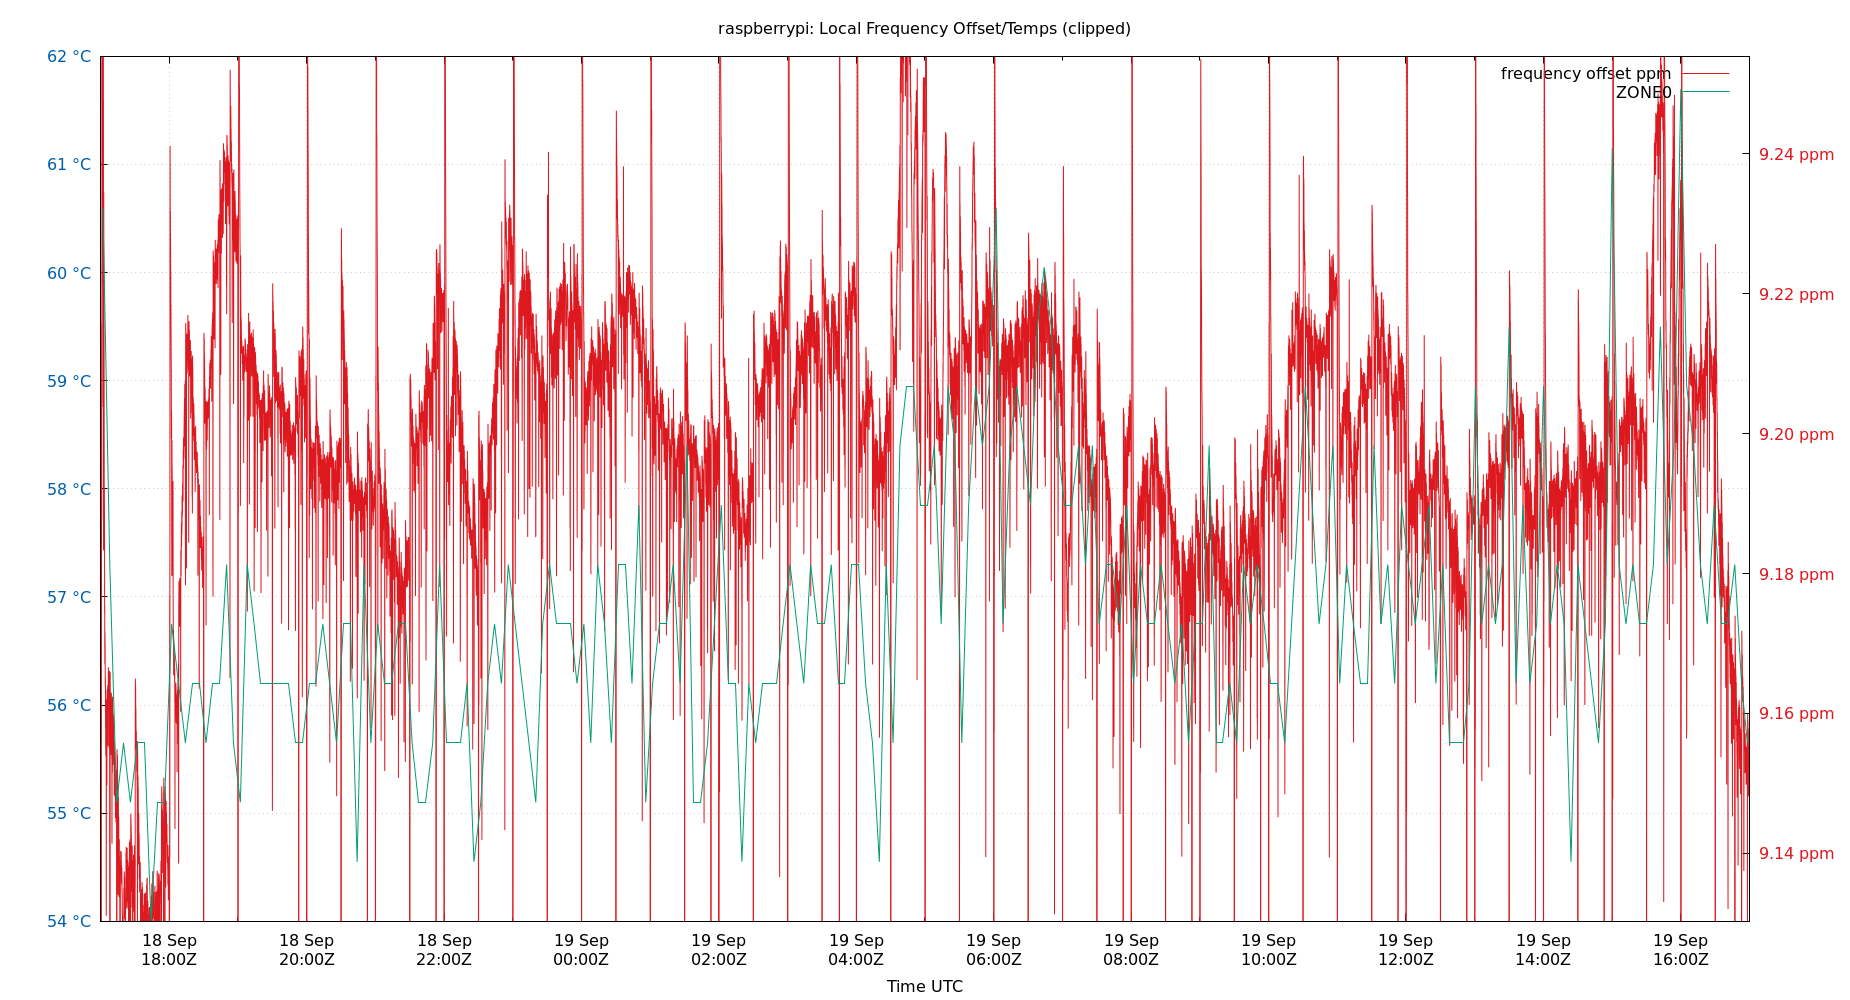 raspberrypi: Local Frequency Offset/Temps (clipped)
62 °C
61 °C
60 °C
59 °C
58 °C
57 °C
56 °C
55 °C
54 °C
frequency offset ppm
ZONE0
9.24 ppm
9.22 ppm
9.20 ppm
9.18 ppm
9.16 ppm
9.14 ppm
18 Sep 18 Sep 18 Sep 19 Sep 19 Sep 19 Sep 19 Sep 19 Sep 19 Sep 19 Sep 19 Sep 19 Sep
18:00Z 20:00Z 22:00Z 00:00Z 02:00Z 04:00Z 06:00Z 08:00Z 10:00Z 12:00Z 14:00Z 16:00Z
Time UTC